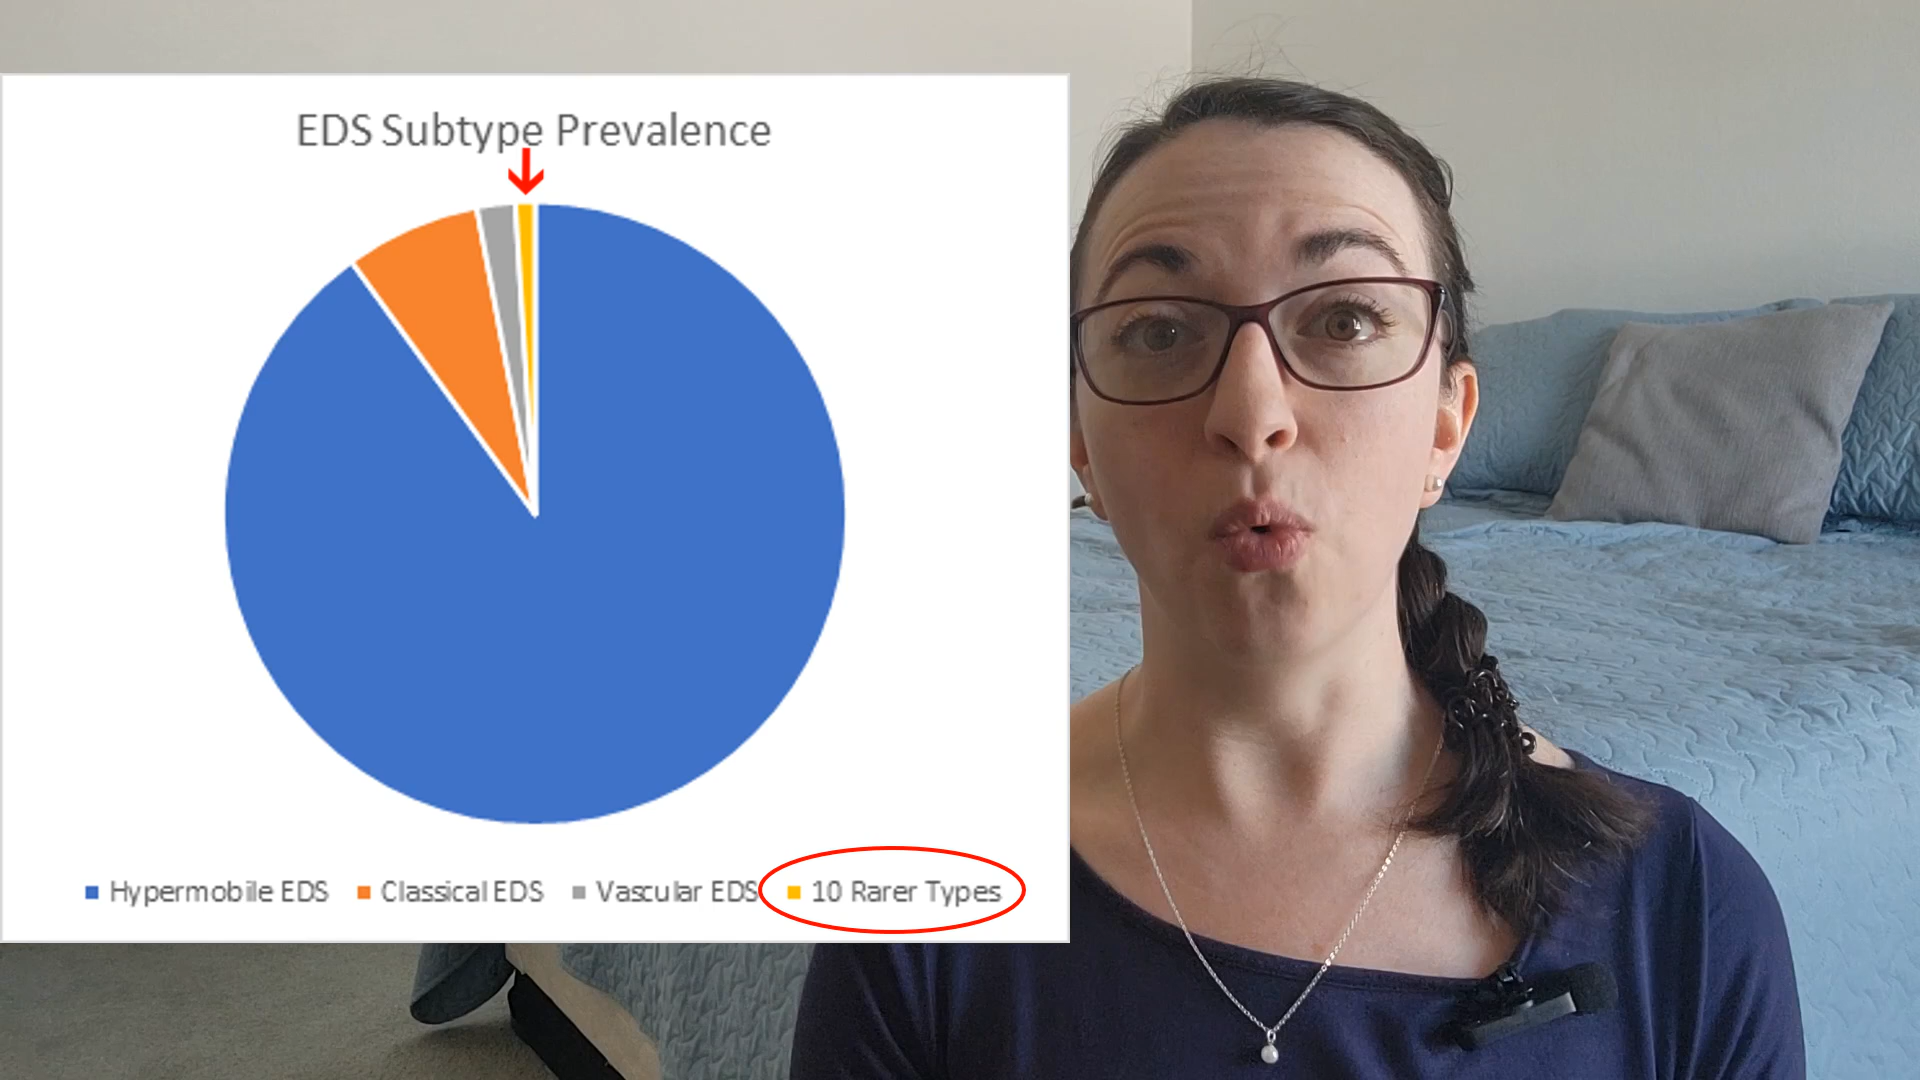 EDS Subtype Prevalence
Hypermobile EDS Classical EDS Vascular EDS 10 Rarer Types